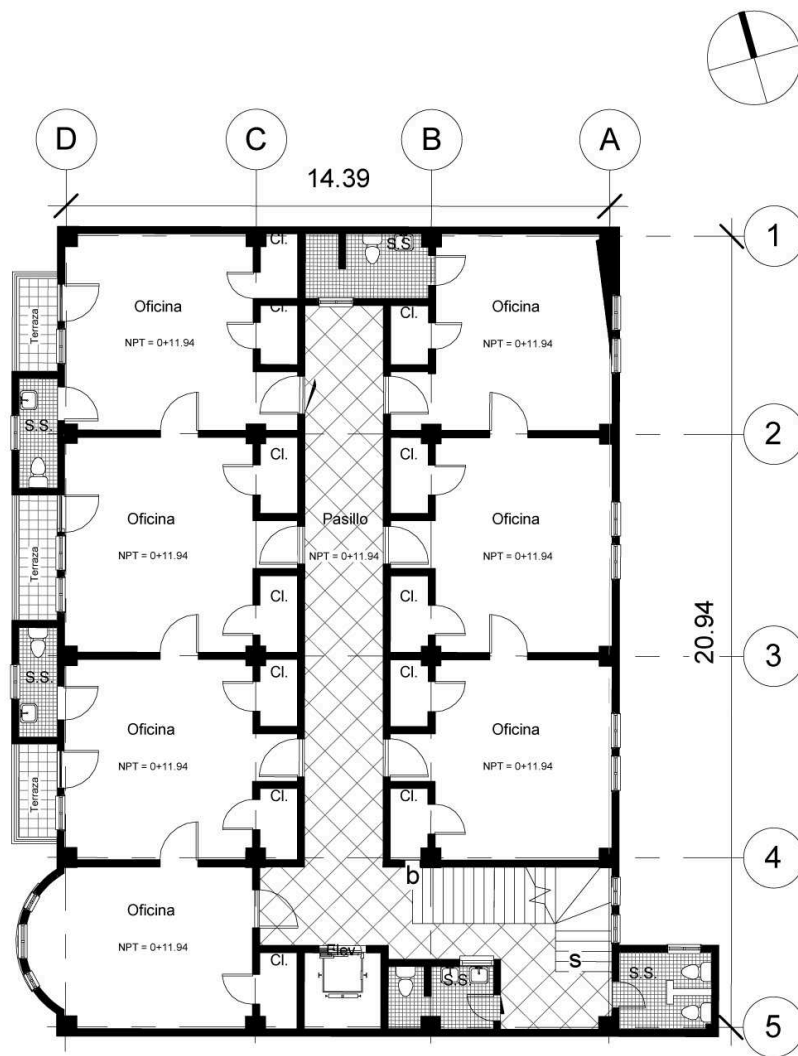 D
C
B
A
14.39
1
Cl.
S.S.
Oficina
NPT = 0+11.94
Cl.
Cl.
Oficina
NPT = 0+11.94
Terraza
S.S.
2
Cl.
Cl.
Oficina
NPT = 0+11.94
Pasillo
NPT = 0+11.94
Oficina
NPT = 0+11.94
Terraza
Cl.
Cl.
20.94
3
S.S.
Cl.
Cl.
Oficina
NPT = 0+11.94
Oficina
NPT = 0+11.94
Terraza
Cl.
Cl.
4
b
Oficina
NPT = 0+11.94
Elev
Cl.
S.S.
s
S.S.
5